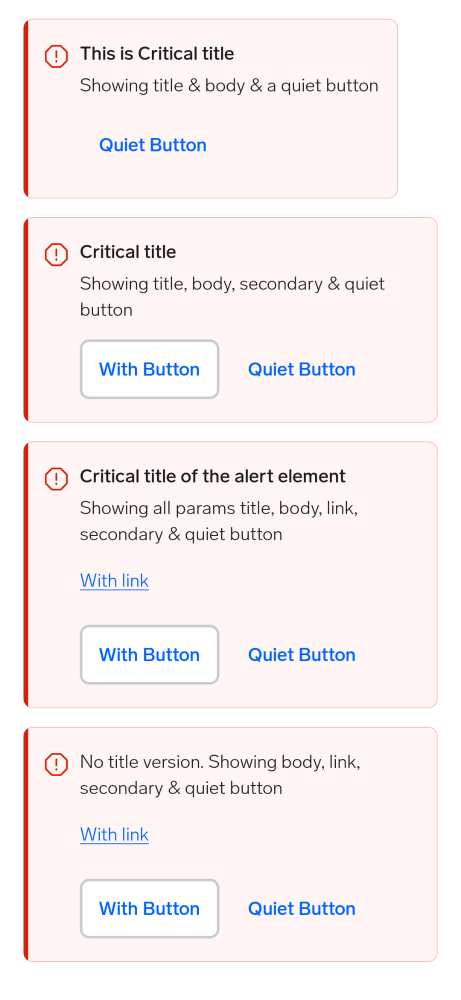 This is Critical title
Showing title & body & a quiet button
Quiet Button
Critical title
Showing title, body, secondary & quiet
button
With Button
Quiet Button
Critical title of the alert element
Showing all params title, body, link,
secondary & quiet button
With link
With Button
Quiet Button
No title version. Showing body, link,
secondary & quiet button
With link
With Button
Quiet Button